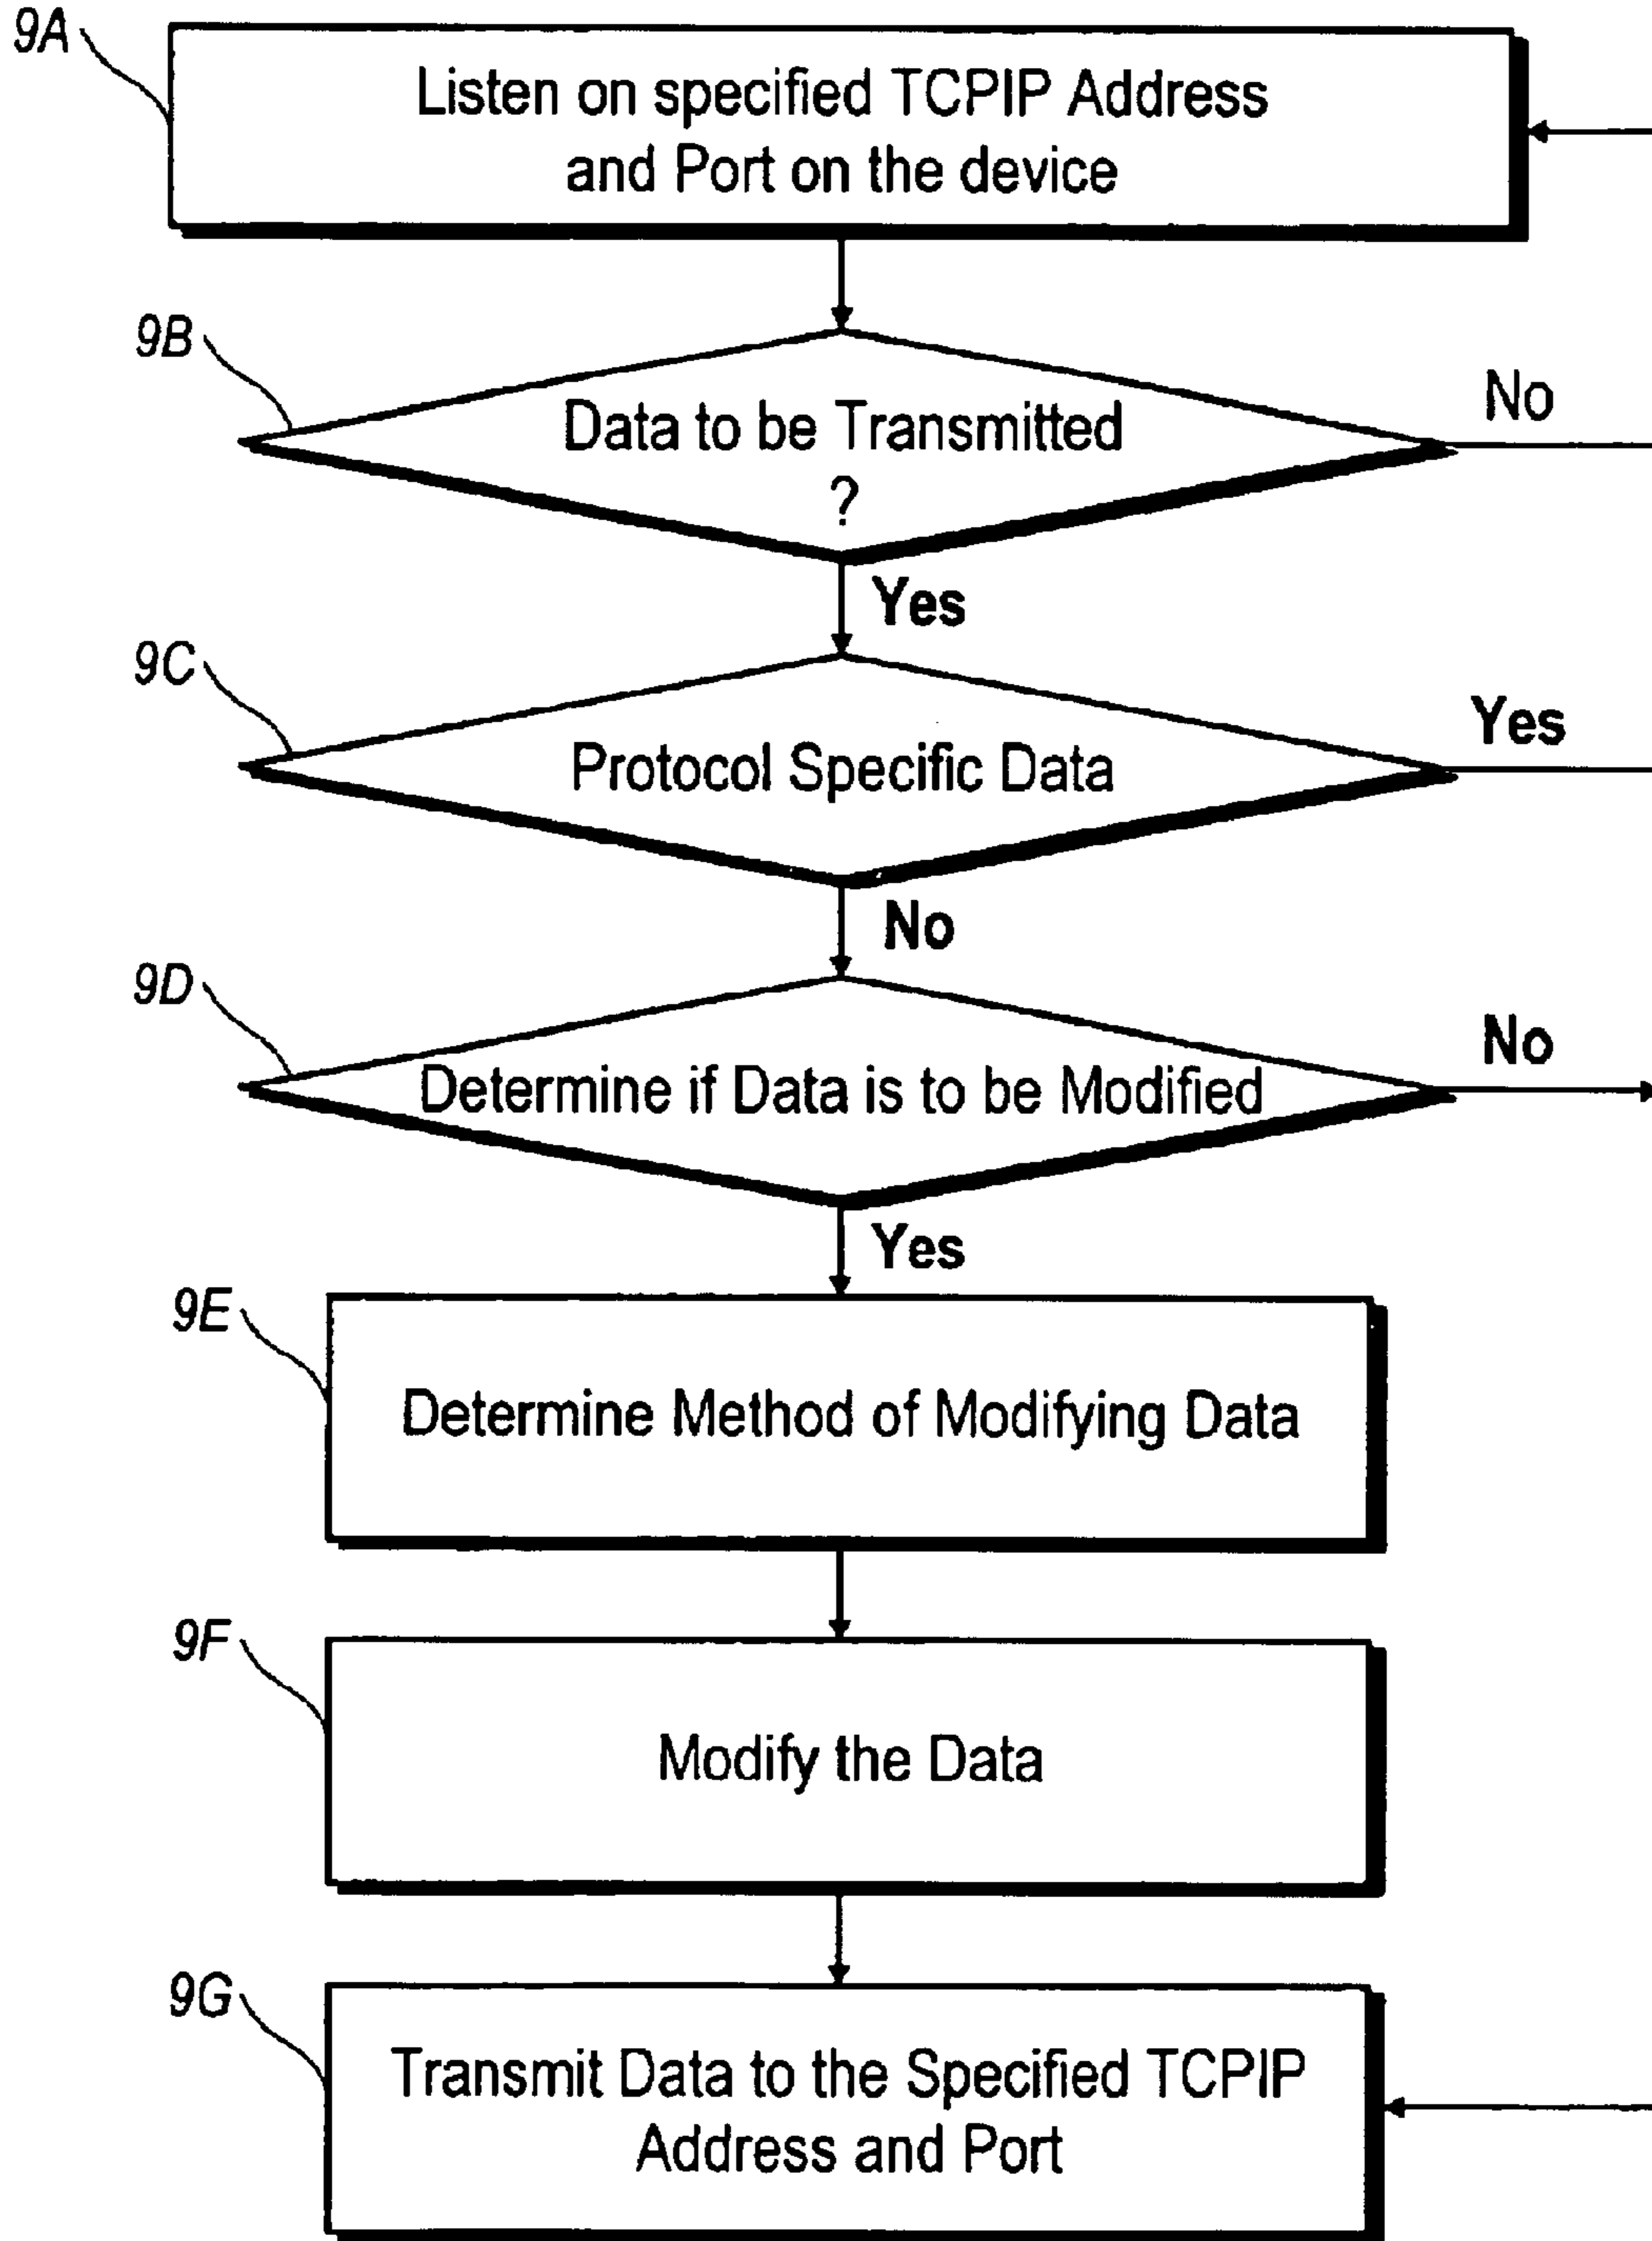 9A
Listen on specified TCPIP Address
and Port on the device
9B
Data to be Transmitted
?
No
Yes
9C
Protocol Specific Data
Yes
No
9D
Determine if Data is to be Modified
No
Yes
9E
Determine Method of Modifying Data
9F
Modify the Data
9G
Transmit Data to the Specified TCPIP
Address and Port